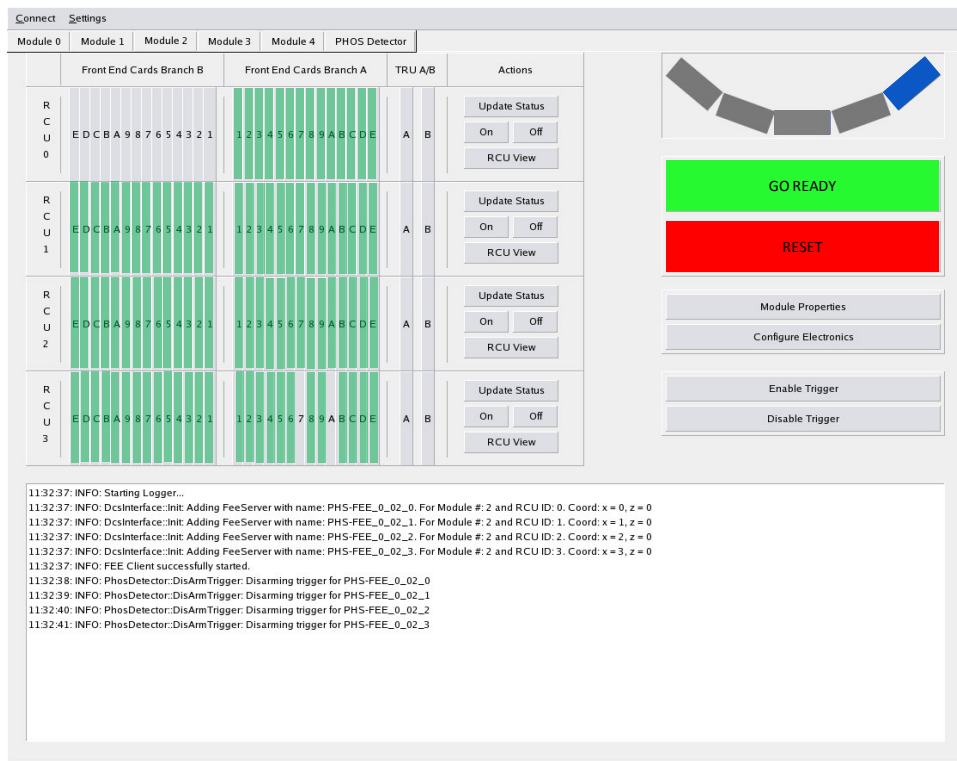 Connect Settings
Module 0 Module 1 Module 2 Module 3 Module 4 PHOS Detector
Front End Cards Branch B Front End Cards Branch A TRU A/B Actions
RCU 0
E D C B A 9 8 7 6 5 4 3 2 1 1 2 3 4 5 6 7 8 9 A B C D E A B
Update Status
On Off
RCU View
RCU 1
E D C B A 9 8 7 6 5 4 3 2 1 1 2 3 4 5 6 7 8 9 A B C D E A B
Update Status
On Off
RCU View
RCU 2
E D C B A 9 8 7 6 5 4 3 2 1 1 2 3 4 5 6 7 8 9 A B C D E A B
Update Status
On Off
RCU View
RCU 3
E D C B A 9 8 7 6 5 4 3 2 1 1 2 3 4 5 6 7 8 9 A B C D E A B
Update Status
On Off
RCU View
GO READY
RESET
Module Properties
Configure Electronics
Enable Trigger
Disable Trigger
11:32:37: INFO: Starting Logger...
11:32:37: INFO: DcsInterface::Init: Adding FeeServer with name: PHS-FEE_0_02_0. For Module #: 2 and RCU ID: 0. Coord: x = 0, z = 0
11:32:37: INFO: DcsInterface::Init: Adding FeeServer with name: PHS-FEE_0_02_1. For Module #: 2 and RCU ID: 1. Coord: x = 1, z = 0
11:32:37: INFO: DcsInterface::Init: Adding FeeServer with name: PHS-FEE_0_02_2. For Module #: 2 and RCU ID: 2. Coord: x = 2, z = 0
11:32:37: INFO: DcsInterface::Init: Adding FeeServer with name: PHS-FEE_0_02_3. For Module #: 2 and RCU ID: 3. Coord: x = 3, z = 0
11:32:37: INFO: FEE Client successfully started.
11:32:38: INFO: PhosDetector::DisArmTrigger: Disarming trigger for PHS-FEE_0_02_0
11:32:39: INFO: PhosDetector::DisArmTrigger: Disarming trigger for PHS-FEE_0_02_1
11:32:40: INFO: PhosDetector::DisArmTrigger: Disarming trigger for PHS-FEE_0_02_2
11:32:41: INFO: PhosDetector::DisArmTrigger: Disarming trigger for PHS-FEE_0_02_3